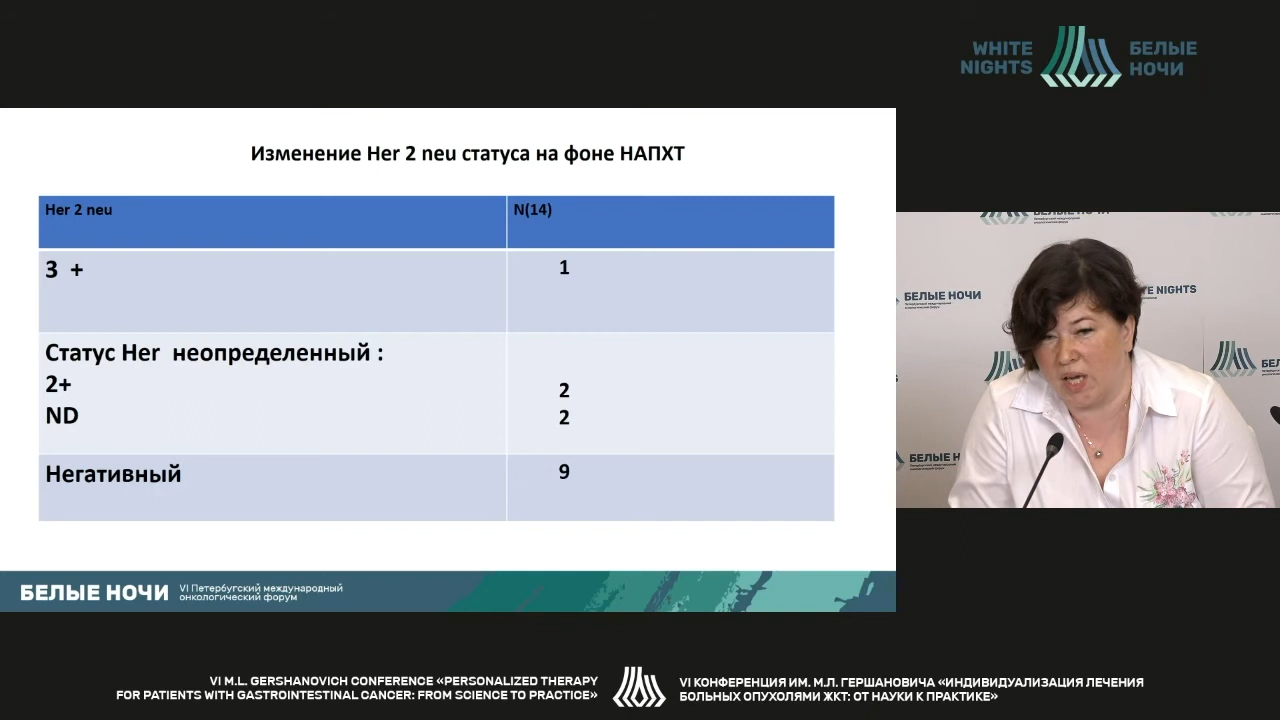 WHITE
NIGHTS
БЕЛЫЕ
НОЧИ
Изменение Her 2 neu статуса на фоне НАПХТ
Her 2 neu
N(14)
3 +
1
Статус Her неопределенный :
2+
2
ND
2
Негативный
9
БЕЛЫЕ НОЧИ
VI Петербугский международный
онкологический форум
БЕЛЫЕ НОЧИ
TE NIGHTS
БЕЛЫЕ Н
VI M.L. GERSHANOVICH CONFERENCE «PERSONALIZED THERAPY
FOR PATIENTS WITH GASTROINTESTINAL CANCER: FROM SCIENCE TO PRACTICE»
VI КОНФЕРЕНЦИЯ ИМ. М.Л. ГЕРШАНОВИЧА «ИНДИВИДУАЛИЗАЦИЯ ЛЕЧЕНИЯ
БОЛЬНЫХ ОПУХОЛЯМИ ЖКТ: ОТ НАУКИ К ПРАКТИКЕ»